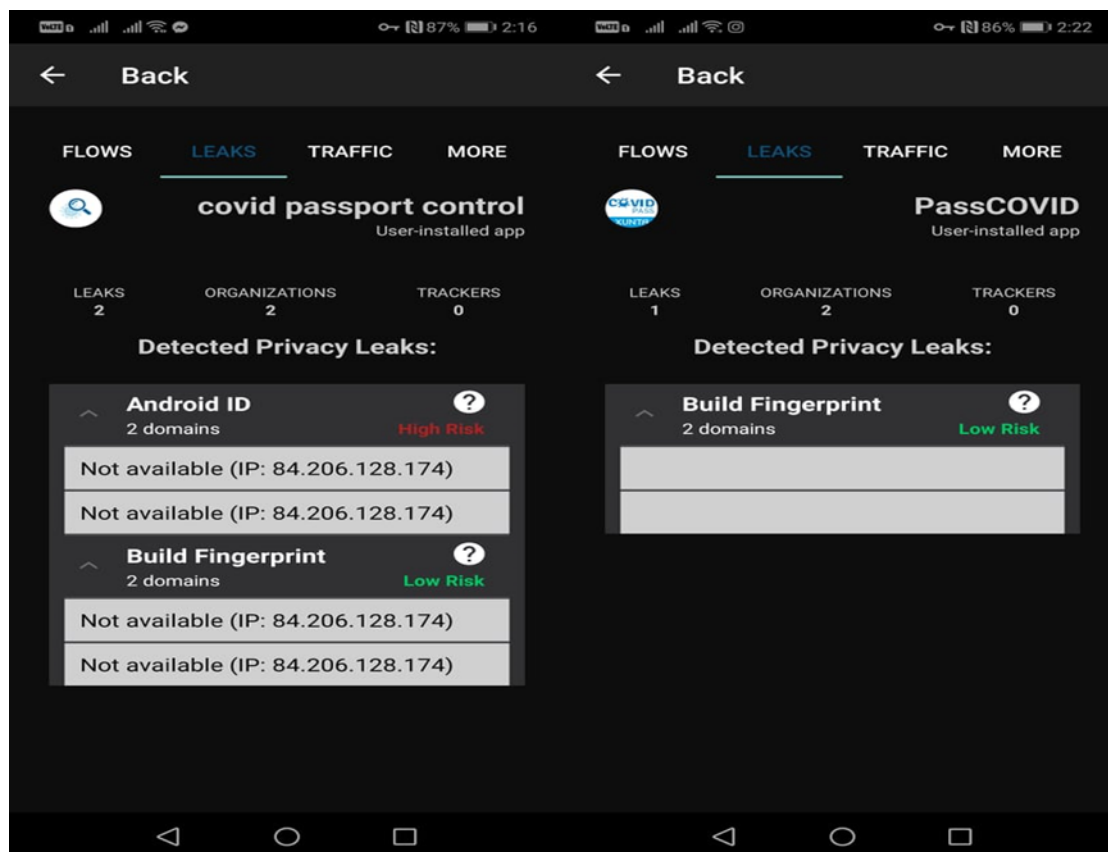 87% 2:16
Back
FLOWS LEAKS TRAFFIC MORE
covid passport control
User-installed app
LEAKS ORGANIZATIONS TRACKERS
2 2 0
Detected Privacy Leaks:
Android ID
2 domains High Risk
Not available (IP: 84.206.128.174)
Not available (IP: 84.206.128.174)
Build Fingerprint
2 domains Low Risk
Not available (IP: 84.206.128.174)
Not available (IP: 84.206.128.174)
86% 2:22
Back
FLOWS LEAKS TRAFFIC MORE
COVID
PASS
XUNTA
PassCOVID
User-installed app
LEAKS ORGANIZATIONS TRACKERS
1 2 0
Detected Privacy Leaks:
Build Fingerprint
2 domains Low Risk